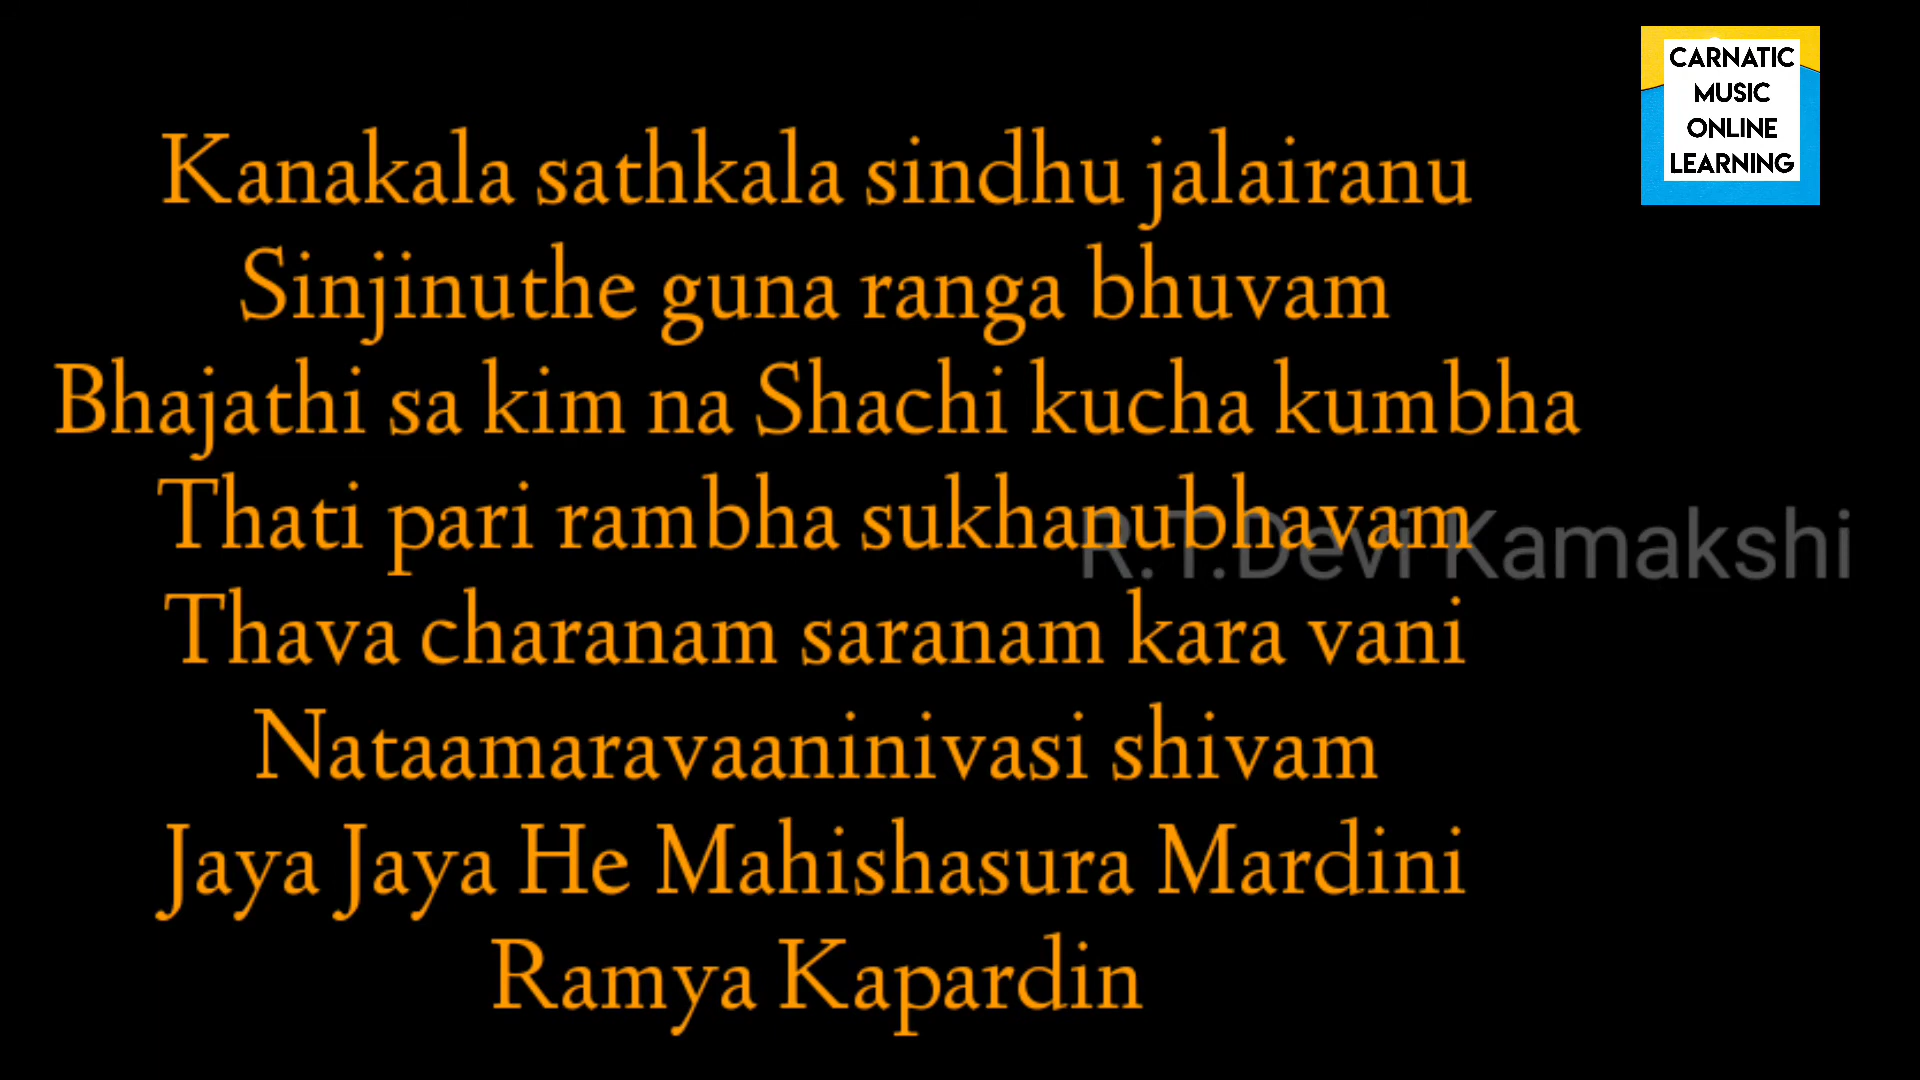 CARNATIC
MUSIC
ONLINE
LEARNING
Kanakala sathkala sindhu jalairanu
Sinjinuthe guna ranga bhuvam
Bhajathi sa kim na Shachi kucha kumbha
Thati pari rambha sukhanubhavam
R.T.Devi Kamakshi
Thava charanam saranam kara vani
Nataamaravaaninivasi shivam
Jaya Jaya He Mahishasura Mardini
Ramya Kapardin